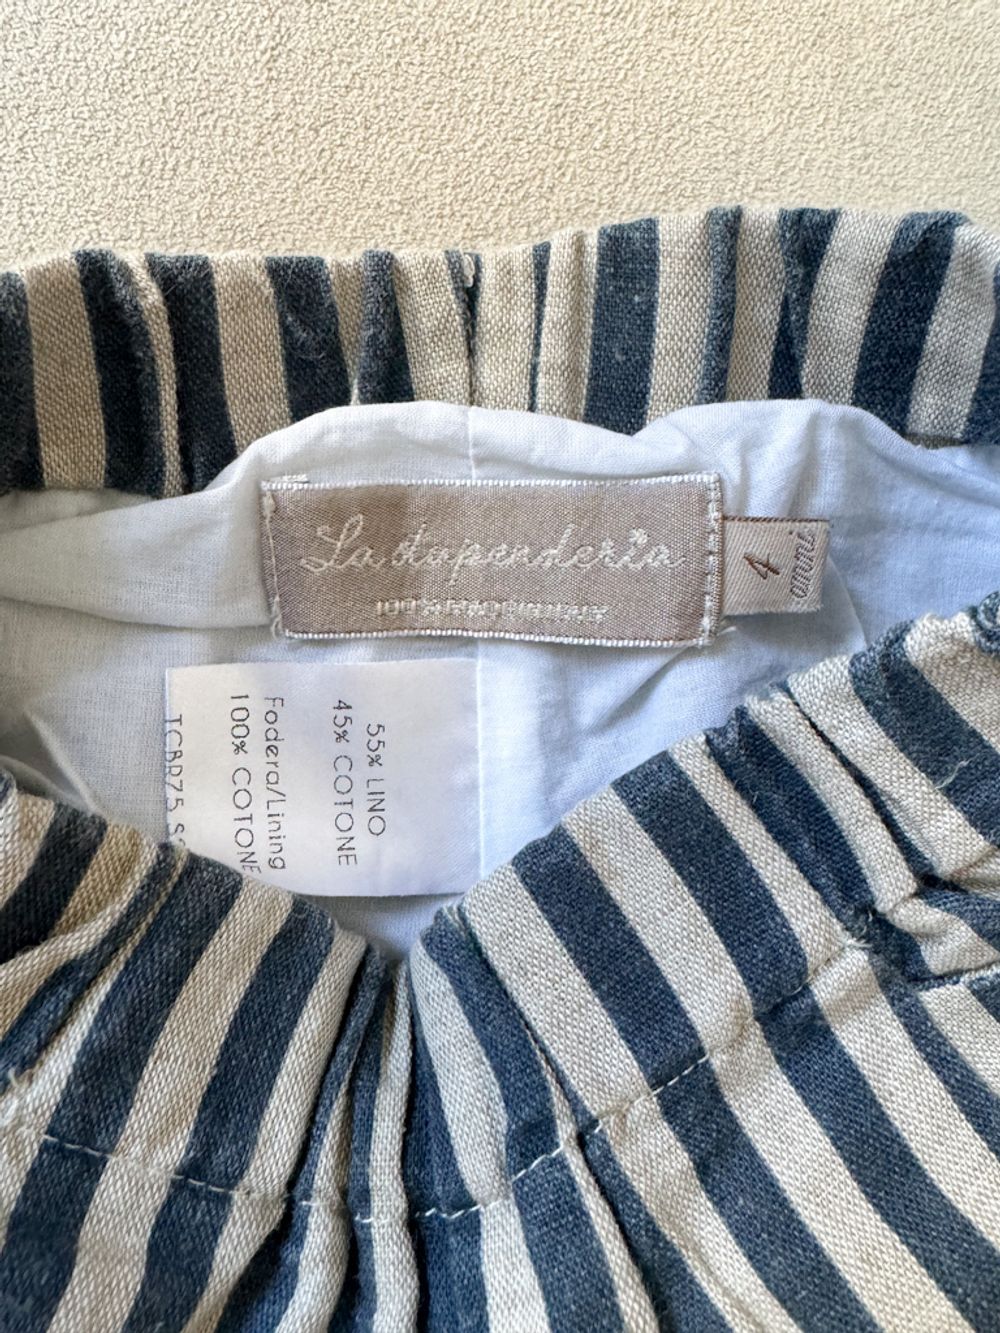 La stupenderia
4
anni
55% LINO
45% COTONE
Fodera/Lining
100% COTONE